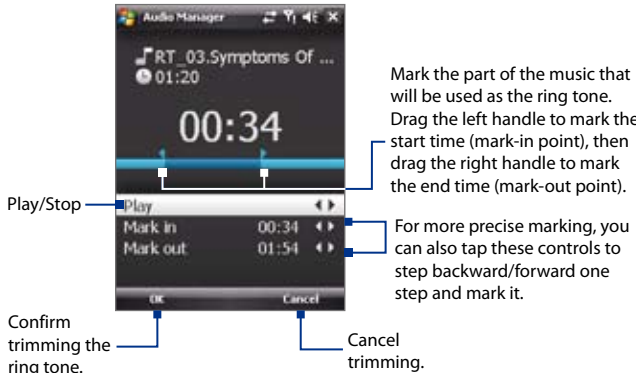 Audio Manager
RT_03.Symptoms Of ...
01:20
00:34
Play
Mark in 00:34
Mark out 01:54
OK Cancel
Mark the part of the music that
will be used as the ring tone.
Drag the left handle to mark the
start time (mark-in point), then
drag the right handle to mark
the end time (mark-out point).
Play/Stop
For more precise marking, you
can also tap these controls to
step backward/forward one
step and mark it.
Confirm
trimming the
ring tone.
Cancel
trimming.